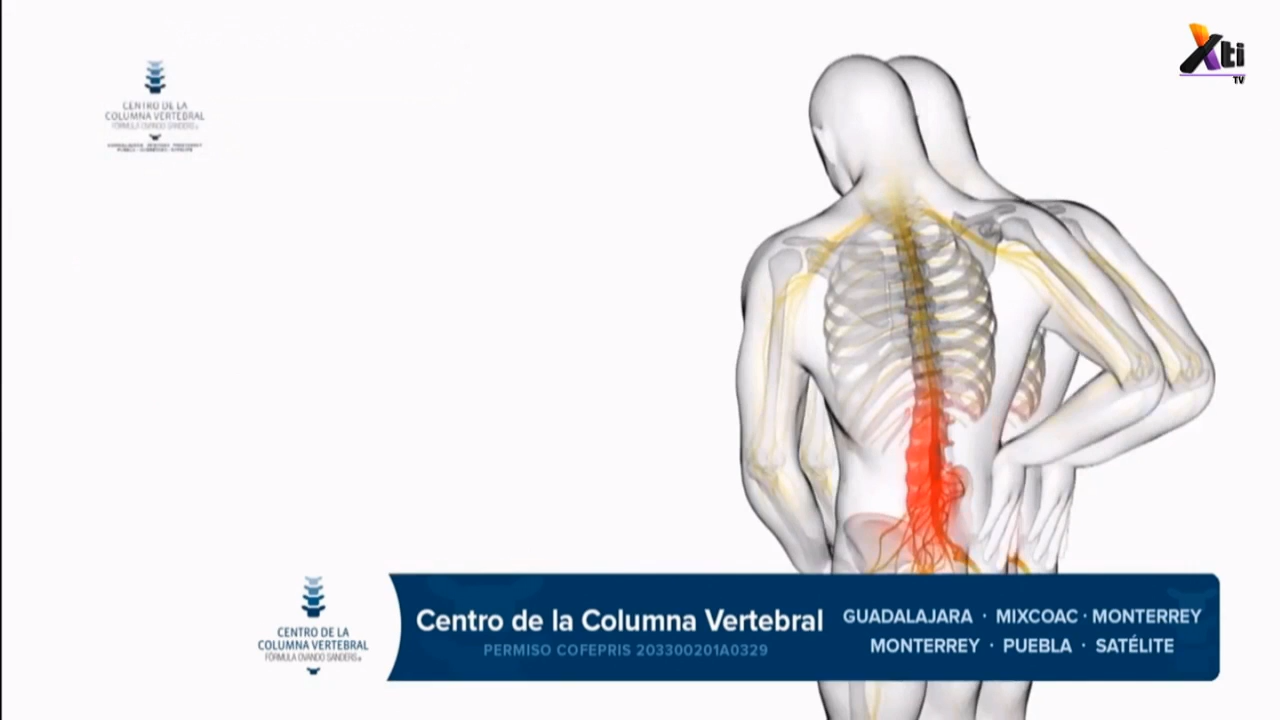 Xti
TV
CENTRO DE LA
COLUMNA VERTEBRAL
FÓRMULA OVANDO SANDERS
Centro de la Columna Vertebral
PERMISO COFEPRIS 203300201A0329
GUADALAJARA · MIXCOAC · MONTERREY
MONTERREY · PUEBLA · SATÉLITE
CENTRO DE LA
COLUMNA VERTEBRAL
FÓRMULA OVANDO SANDERS